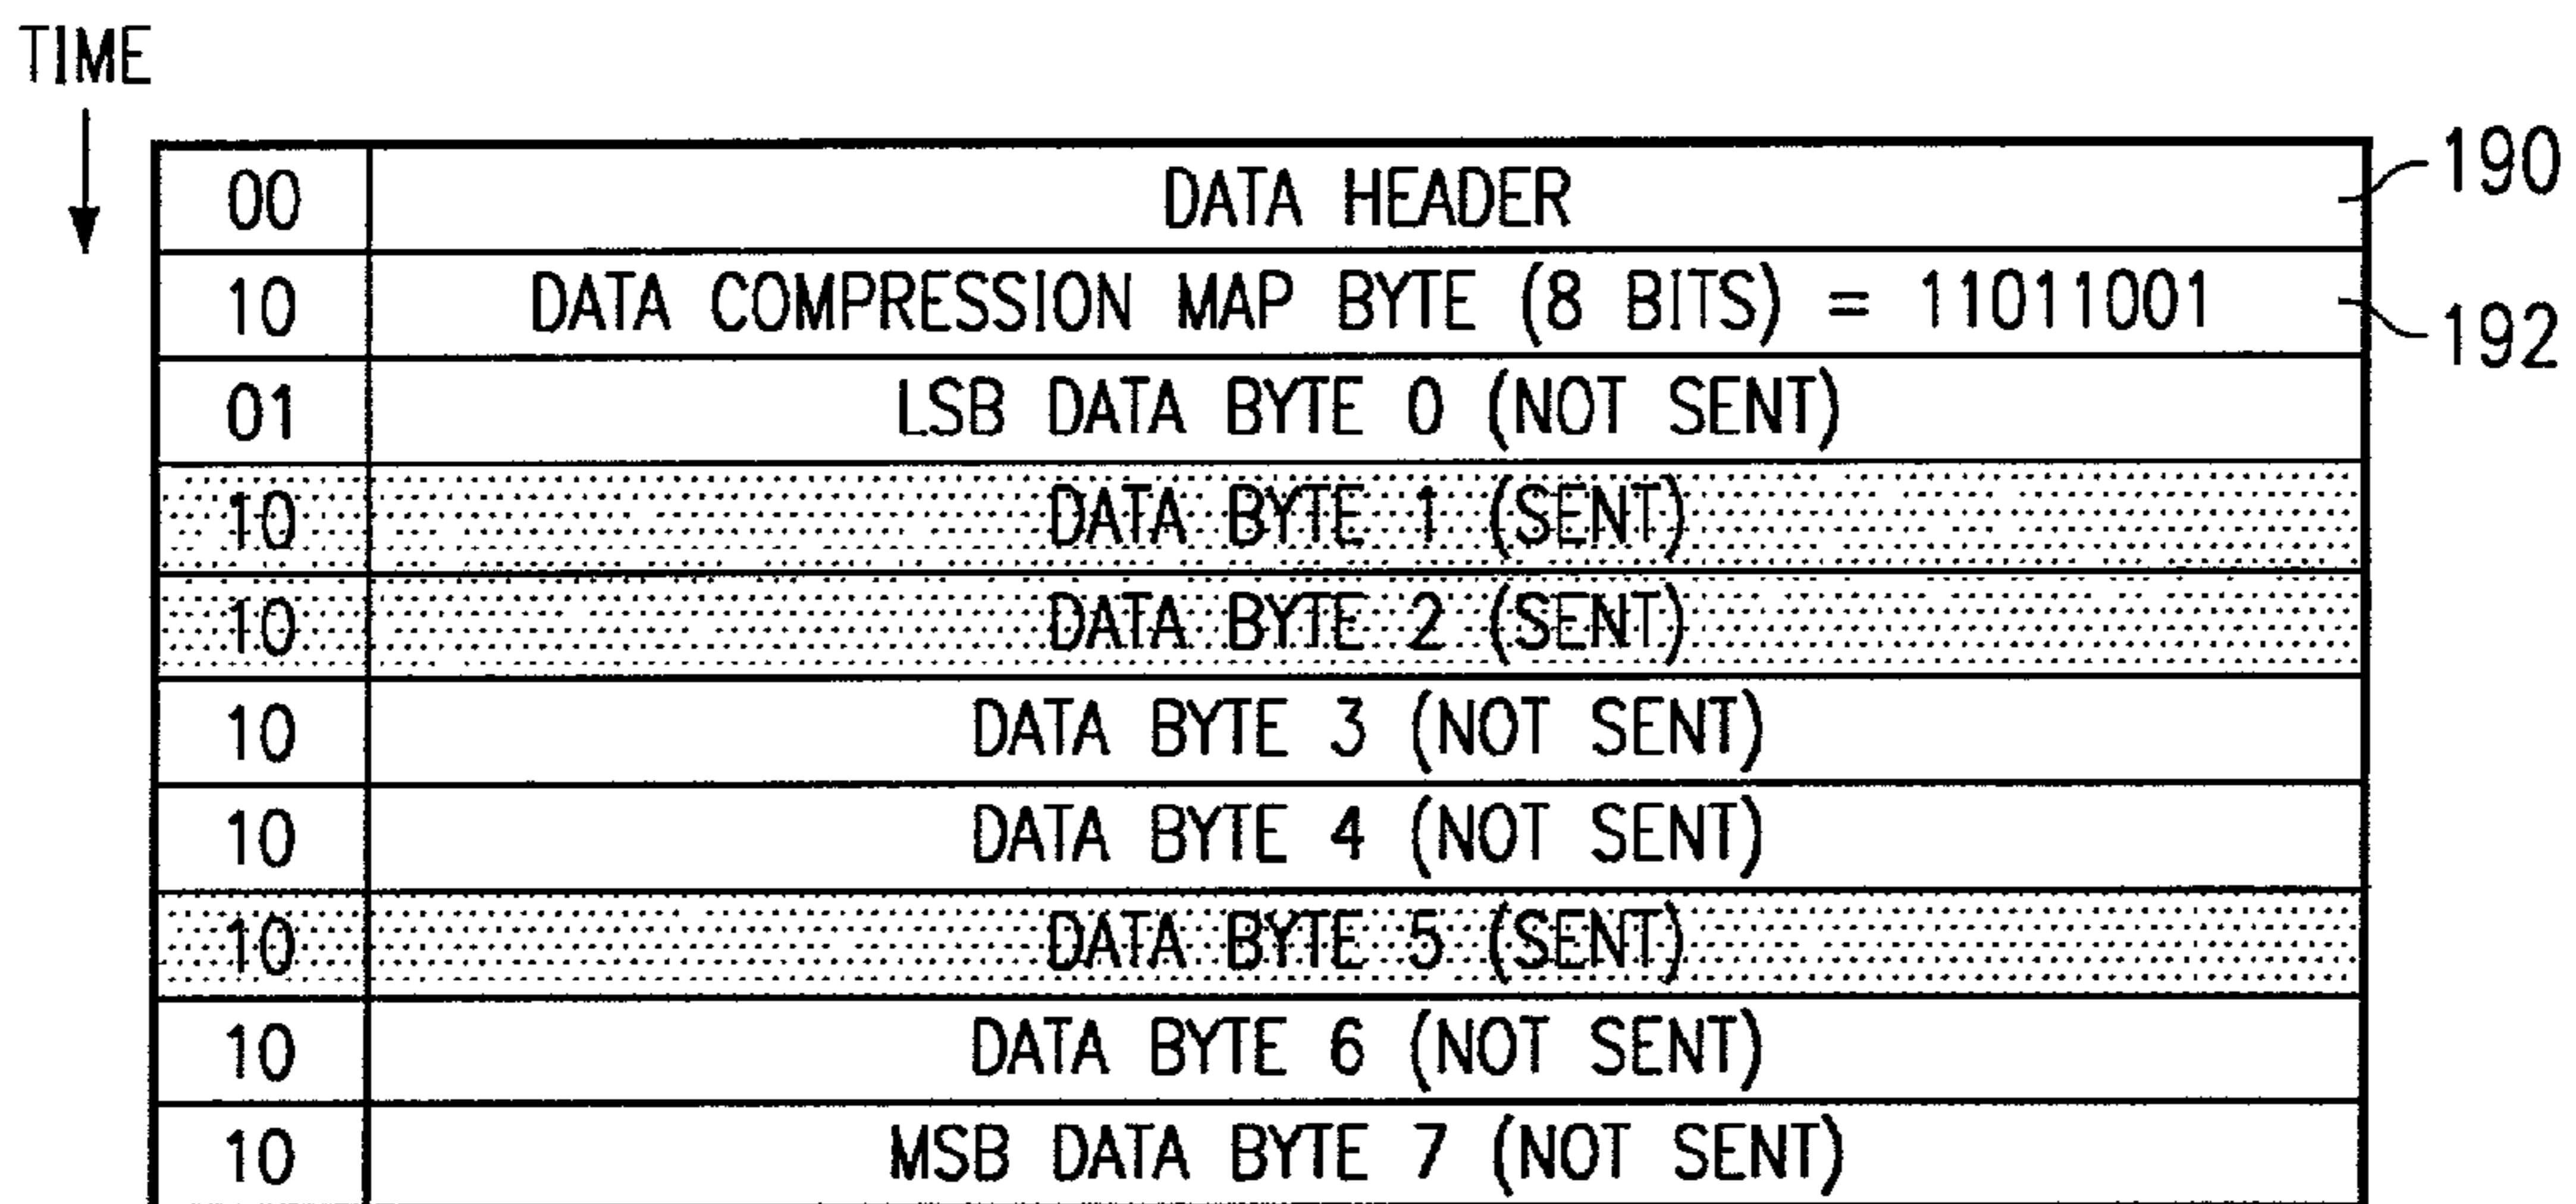 TIME
00 DATA HEADER 190
10 DATA COMPRESSION MAP BYTE (8 BITS) = 11011001 192
01 LSB DATA BYTE 0 (NOT SENT)
10 DATA BYTE 1 (SENT)
10 DATA BYTE 2 (SENT)
10 DATA BYTE 3 (NOT SENT)
10 DATA BYTE 4 (NOT SENT)
10 DATA BYTE 5 (SENT)
10 DATA BYTE 6 (NOT SENT)
10 MSB DATA BYTE 7 (NOT SENT)